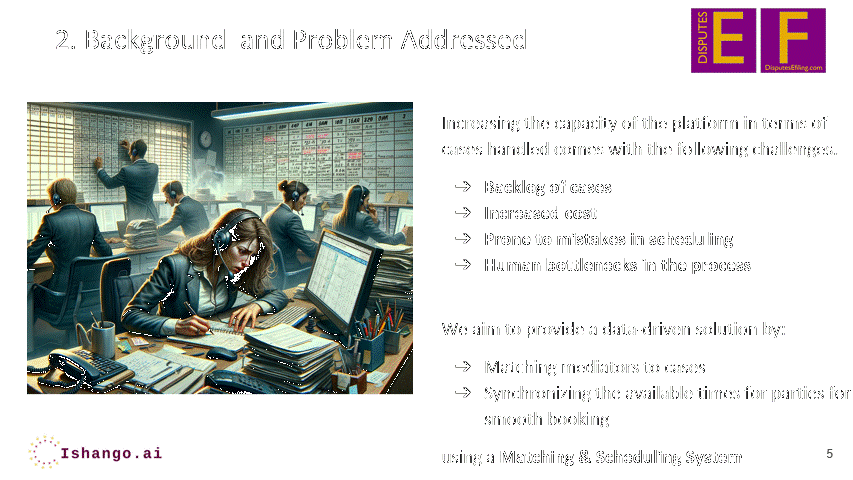 2. Background and Problem Addressed
DISPUTES
E F
DisputesEfiling.com
Increasing the capacity of the platform in terms of
cases handled comes with the following challenges.
→ Backlog of cases
→ Increased cost
→ Prone to mistakes in scheduling
→ Human bottlenecks in the process
We aim to provide a data-driven solution by:
→ Matching mediators to cases
→ Synchronizing the available times for parties for
smooth booking
using a Matching & Scheduling System
Ishango.ai
5